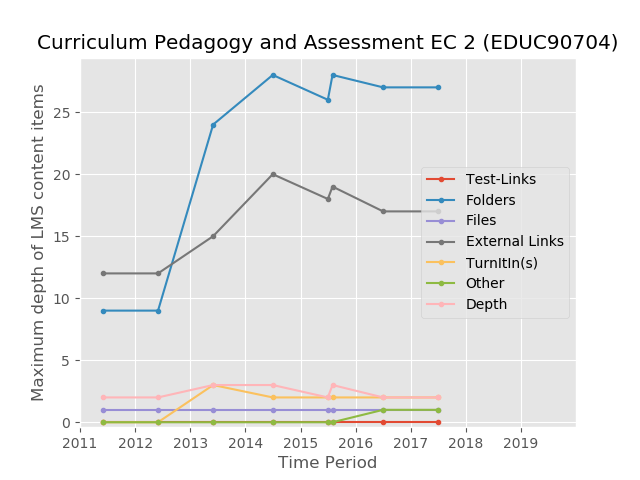 Curriculum Pedagogy and Assessment EC 2 (EDUC90704)
Maximum depth of LMS content items
25
20
15
10
5
0
Test-Links
Folders
Files
External Links
TurnItIn(s)
Other
Depth
2011 2012 2013 2014 2015 2016 2017 2018 2019
Time Period